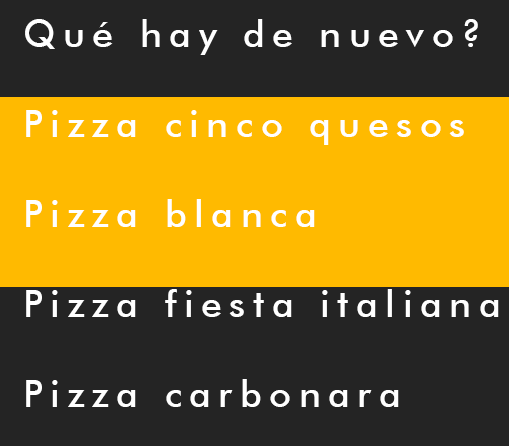 Qué hay de nuevo?
Pizza cinco quesos
Pizza blanca
Pizza fiesta italiana
Pizza carbonara